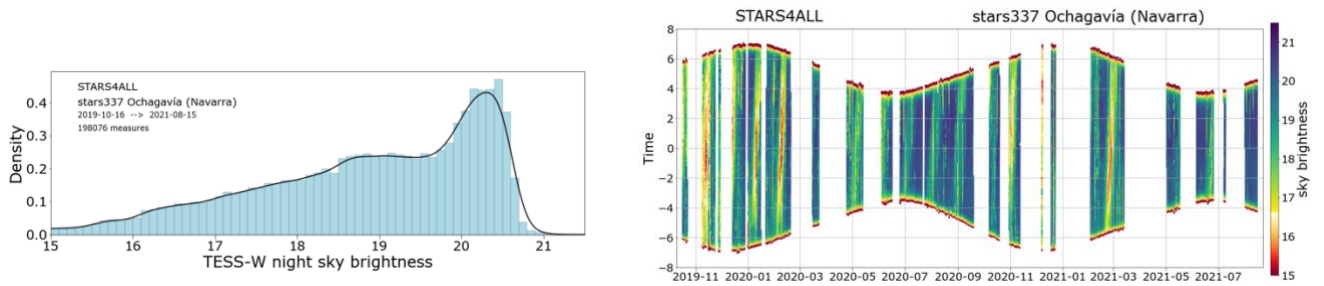 STARS4ALL
stars337 Ochagavía (Navarra)
2019-10-16 --> 2021-08-15
198076 measures
Density
0.4
0.3
0.2
0.1
0.0
15 16 17 18 19 20 21
TESS-W night sky brightness
STARS4ALL stars337 Ochagavía (Navarra)
Time
8
6
4
2
0
−2
−4
−6
−8
2019-11 2020-01 2020-03 2020-05 2020-07 2020-09 2020-11 2021-01 2021-03 2021-05 2021-07
21
20
19
18
17
16
15
sky brightness